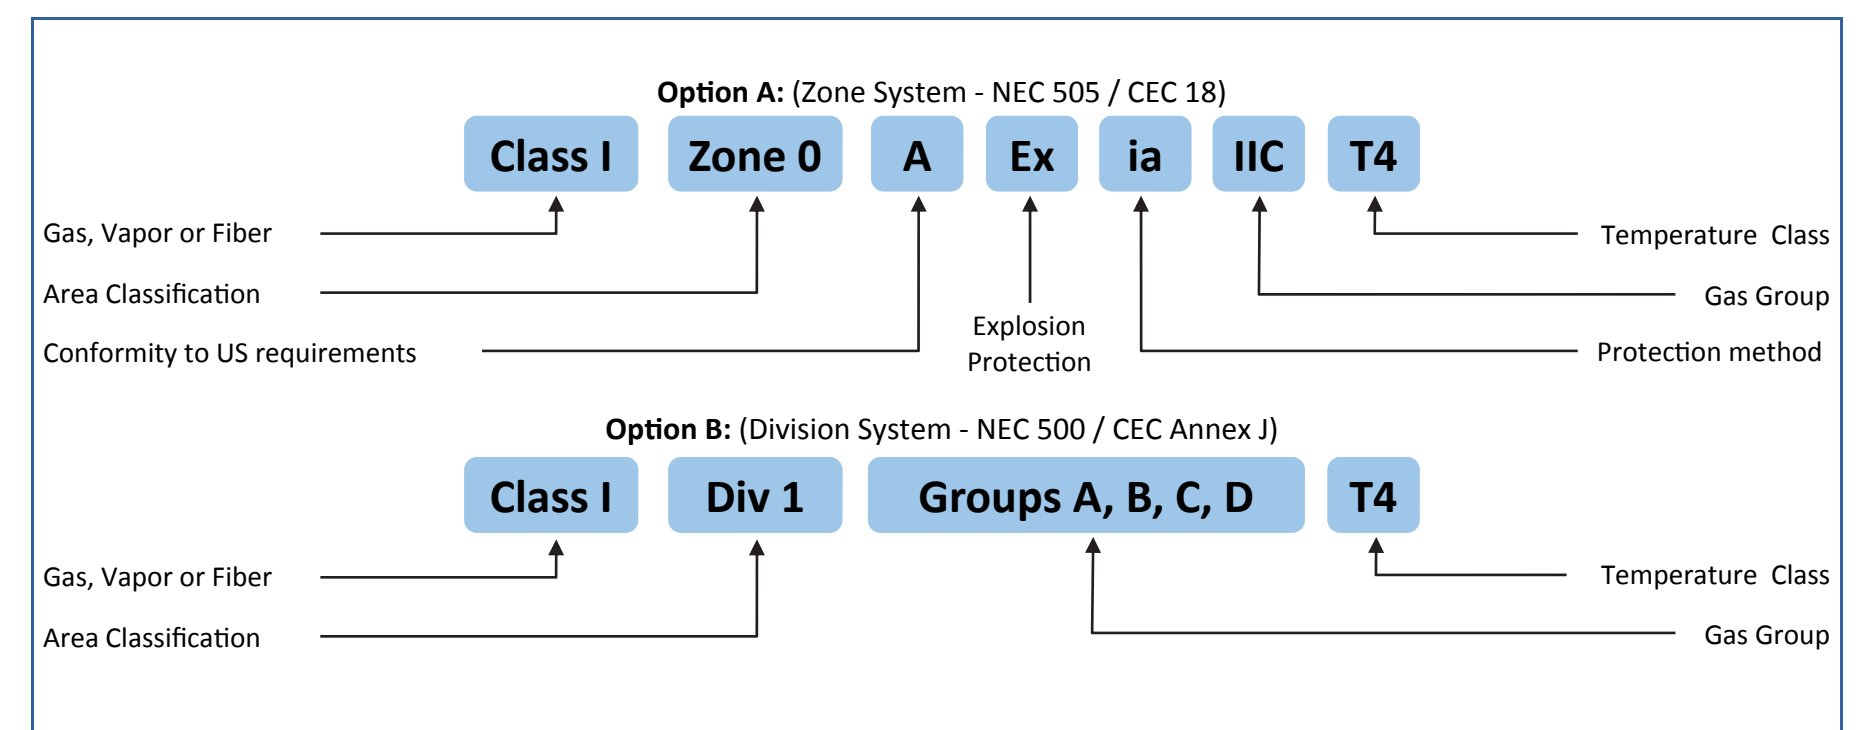 Option A: (Zone System - NEC 505 / CEC 18)
Class I Zone 0 A Ex ia IIC T4
Gas, Vapor or Fiber Temperature Class
Area Classification Gas Group
Explosion
Conformity to US requirements Protection method
Protection
Option B: (Division System - NEC 500 / CEC Annex J)
Class I Div 1 Groups A, B, C, D T4
Gas, Vapor or Fiber Temperature Class
Area Classification Gas Group